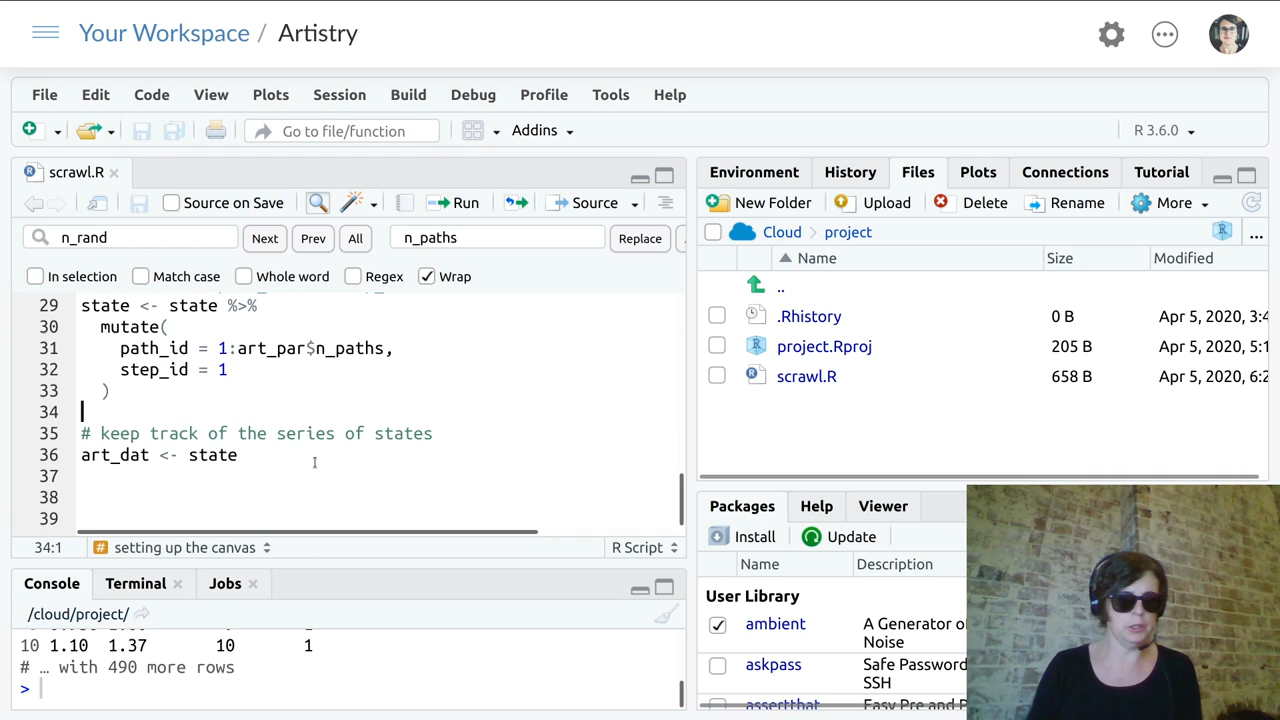 Your Workspace / Artistry
File Edit Code View Plots Session Build Debug Profile Tools Help
Go to file/function Addins R 3.6.0
scrawl.R
Source on Save Run Source
n_rand Next Prev All n_paths Replace
In selection Match case Whole word Regex Wrap
29 state <- state %>%
30 mutate(
31 path_id = 1:art_par$n_paths,
32 step_id = 1
33 )
34
35 # keep track of the series of states
36 art_dat <- state
37
38
39
34:1 # setting up the canvas R Script
Console Terminal Jobs
/cloud/project/
10 1.10 1.37 10 1
# … with 490 more rows
>
Environment History Files Plots Connections Tutorial
New Folder Upload Delete Rename More
Cloud project ...
Name Size Modified
..
.Rhistory 0 B Apr 5, 2020, 3:4
project.Rproj 205 B Apr 5, 2020, 5:1
scrawl.R 658 B Apr 5, 2020, 6:2
Packages Help Viewer
Install Update
Name Description
User Library
ambient A Generator o
Noise
askpass Safe Password
SSH
assertthat Easy Pre and P